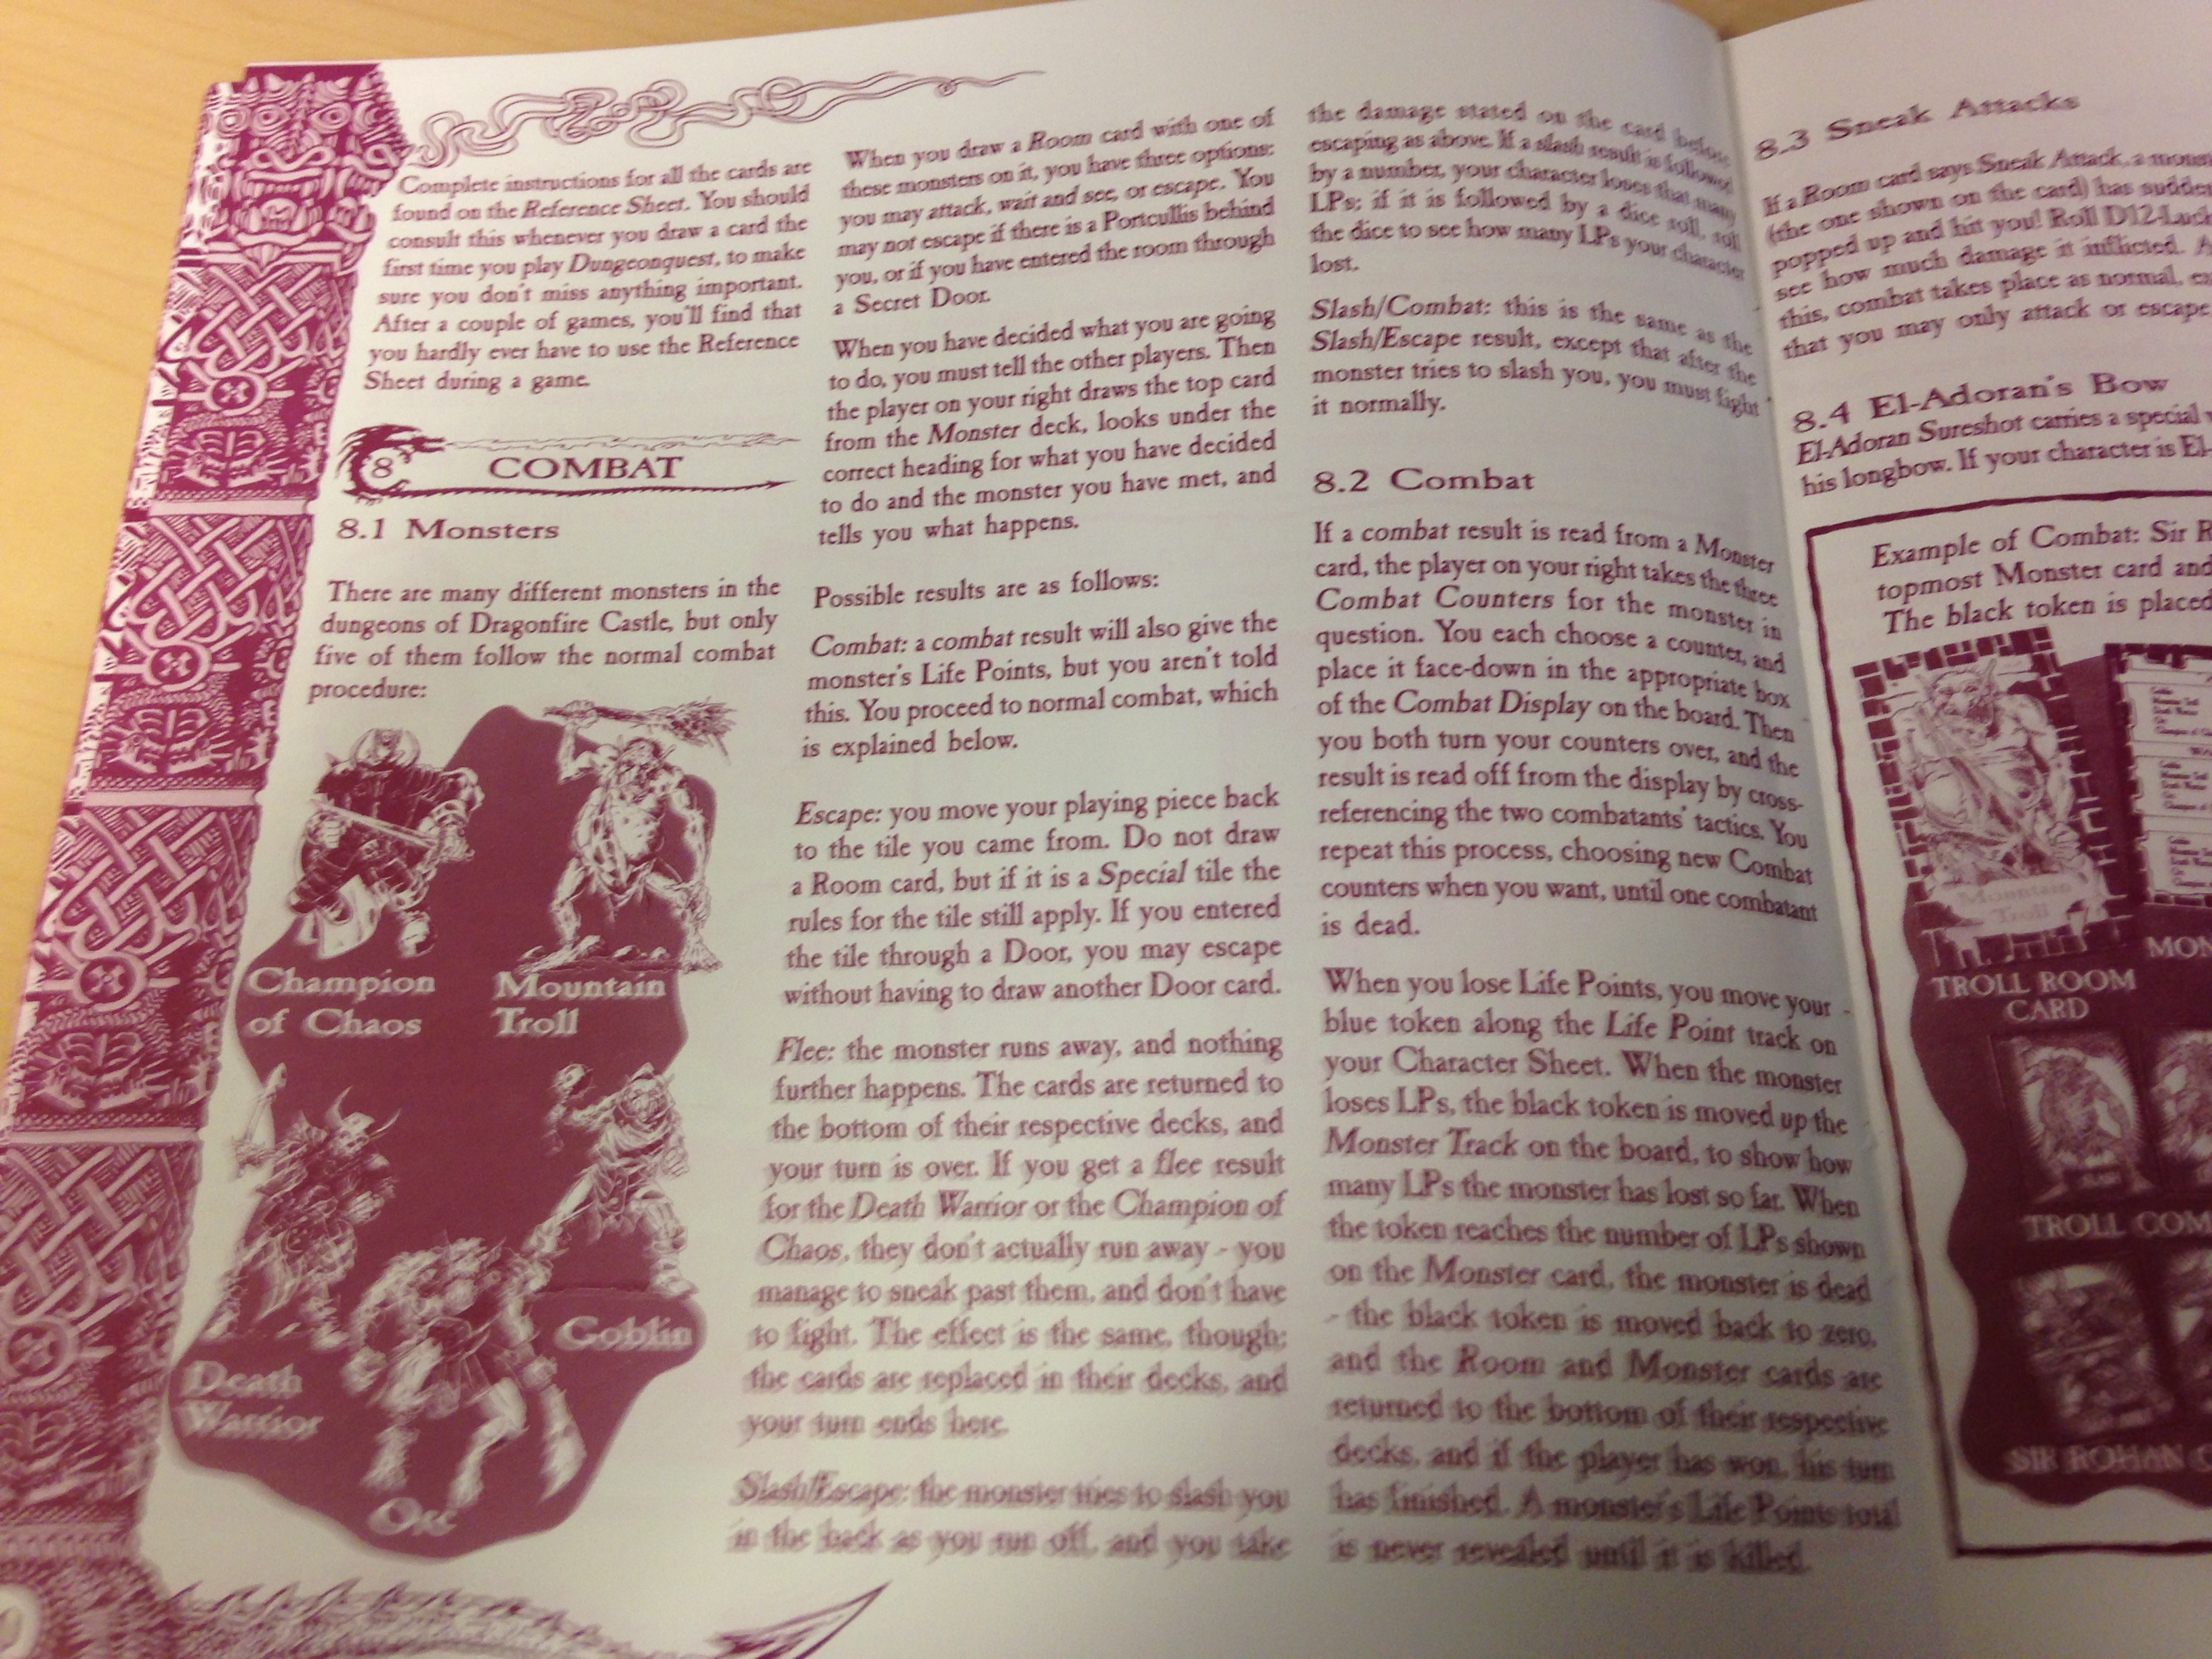 Complete instructions for all the cards are
found on the Reference Sheet. You should
consult this whenever you draw a card the
first time you play Dungeonquest, to make
sure you don't miss anything important.
After a couple of games, you'll find that
you hardly ever have to use the Reference
Sheet during a game.
8 COMBAT
8.1 Monsters
There are many different monsters in the
dungeons of Dragonfire Castle, but only
five of them follow the normal combat
procedure:
Champion
of Chaos
Mountain
Troll
Death
Warrior
Goblin
Orc
When you draw a Room card with one of
these monsters on it, you have three options:
you may attack, wait and see, or escape. You
may not escape if there is a Portcullis behind
you, or if you have entered the room through
a Secret Door.
When you have decided what you are going
to do, you must tell the other players. Then
the player on your right draws the top card
from the Monster deck, looks under the
correct heading for what you have decided
to do and the monster you have met, and
tells you what happens.
Possible results are as follows:
Combat: a combat result will also give the
monster's Life Points, but you aren't told
this. You proceed to normal combat, which
is explained below.
Escape: you move your playing piece back
to the tile you came from. Do not draw
a Room card, but if it is a Special tile the
rules for the tile still apply. If you entered
the tile through a Door, you may escape
without having to draw another Door card.
Flee: the monster runs away, and nothing
further happens. The cards are returned to
the bottom of their respective decks, and
your turn is over. If you get a flee result
for the Death Warrior or the Champion of
Chaos, they don't actually run away - you
manage to sneak past them, and don't have
to fight. The effect is the same, though;
the cards are replaced in their decks, and
your turn ends here.
Slash/Escape: the monster tries to slash you
in the back as you run off, and you take
the damage stated on the card before
escaping as above. If a slash result is followed
by a number, your character loses that many
LPs; if it is followed by a dice roll, roll
the dice to see how many LPs your character
lost.
Slash/Combat: this is the same as the
Slash/Escape result, except that after the
monster tries to slash you, you must fight
it normally.
8.2 Combat
If a combat result is read from a Monster
card, the player on your right takes the three
Combat Counters for the monster in
question. You each choose a counter, and
place it face-down in the appropriate box
of the Combat Display on the board. Then
you both turn your counters over, and the
result is read off from the display by cross-
referencing the two combatants' tactics. You
repeat this process, choosing new Combat
counters when you want, until one combatant
is dead.
When you lose Life Points, you move your
blue token along the Life Point track on
your Character Sheet. When the monster
loses LPs, the black token is moved up the
Monster Track on the board, to show how
many LPs the monster has lost so far. When
the token reaches the number of LPs shown
on the Monster card, the monster is dead
- the black token is moved back to zero,
and the Room and Monster cards are
returned to the bottom of their respective
decks, and if the player has won, his turn
has finished. A monster's Life Points total
is never revealed until it is killed.
8.3 Sneak Attacks
If a Room card says Sneak Attack, a
(the one shown on the card) has
popped up and hit you! Roll
see how much damage it inflicted.
this, combat takes place as normal,
that you may only attack or escape
8.4 El-Adoran's Bow
El-Adoran Sureshot carries a special
his longbow. If your character is El-
Example of Combat: Sir
topmost Monster card and
The black token is placed
Mountain
Troll
TROLL ROOM
CARD
TROLL
SIR ROHAN